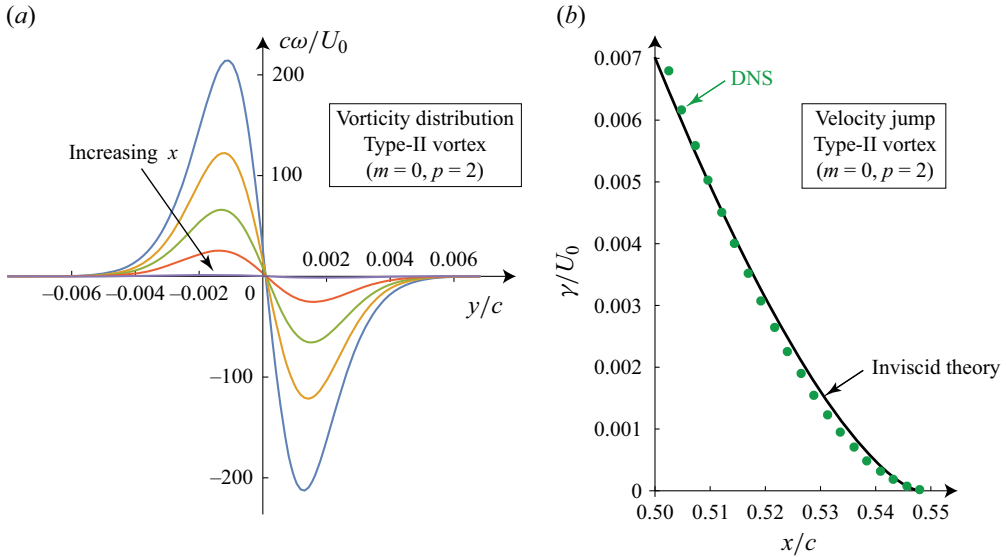 (a)
cω/U0
200
100
Vorticity distribution
Type-II vortex
(m = 0, p = 2)
Increasing x
0.002 0.004 0.006
−0.006 −0.004 −0.002 0
y/c
−100
−200
(b)
0.007
0.006
0.005
0.004
0.003
0.002
0.001
0
γ/U0
DNS
Velocity jump
Type-II vortex
(m = 0, p = 2)
Inviscid theory
0.50 0.51 0.52 0.53 0.54 0.55
x/c